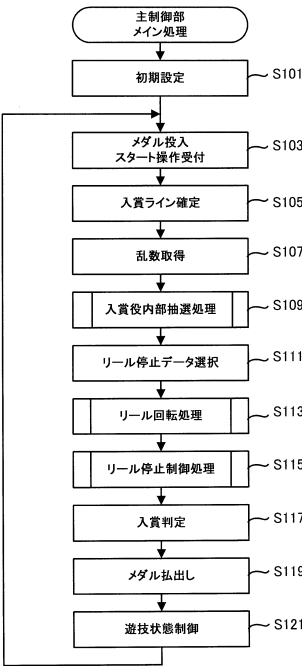 主制御部
メイン処理
初期設定
S101
メダル投入
スタート操作受付
S103
入賞ライン確定
S105
乱数取得
S107
入賞役内部抽選処理
S109
リール停止データ選択
S111
リール回転処理
S113
リール停止制御処理
S115
入賞判定
S117
メダル払出し
S119
遊技状態制御
S121